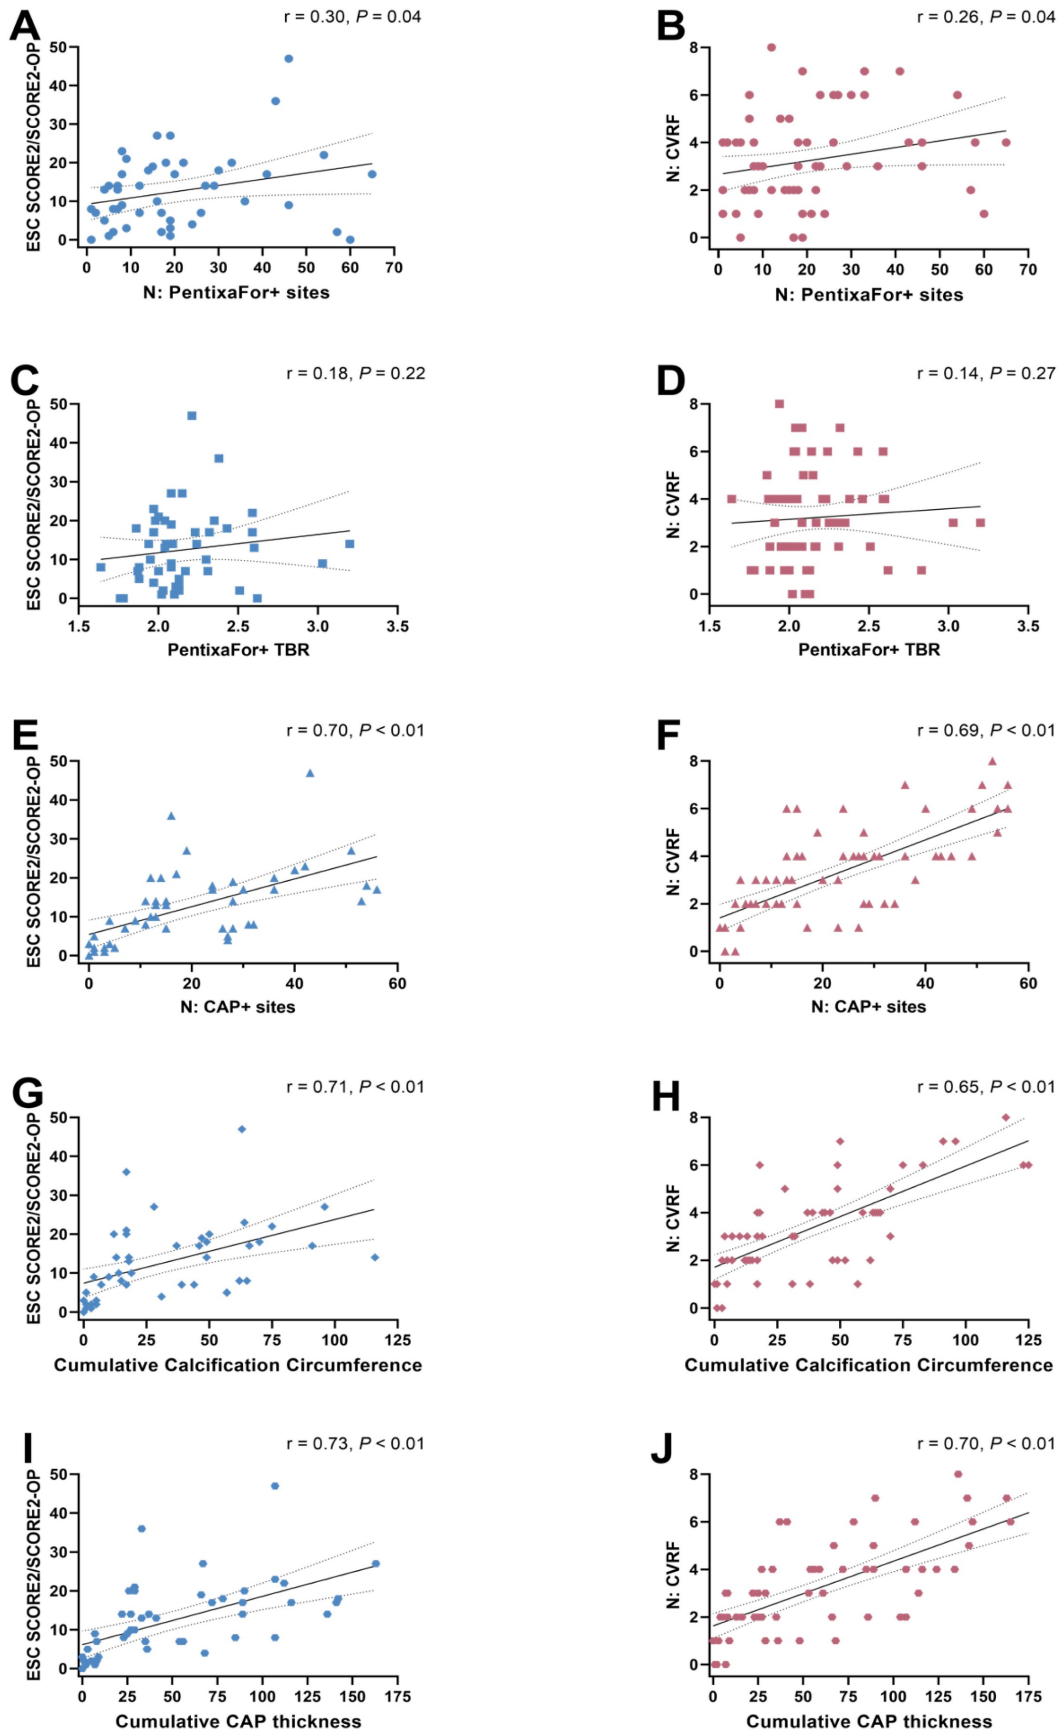 A
r = 0.30, P = 0.04
ESC SCORE2/SCORE2-OP
50
40
30
20
10
0
0 10 20 30 40 50 60 70
N: PentixaFor+ sites
B
r = 0.26, P = 0.04
N: CVRF
8
6
4
2
0
0 10 20 30 40 50 60 70
N: PentixaFor+ sites
C
r = 0.18, P = 0.22
ESC SCORE2/SCORE2-OP
50
40
30
20
10
0
1.5 2.0 2.5 3.0 3.5
PentixaFor+ TBR
D
r = 0.14, P = 0.27
N: CVRF
8
6
4
2
0
1.5 2.0 2.5 3.0 3.5
PentixaFor+ TBR
E
r = 0.70, P < 0.01
ESC SCORE2/SCORE2-OP
50
40
30
20
10
0
0 20 40 60
N: CAP+ sites
F
r = 0.69, P < 0.01
N: CVRF
8
6
4
2
0
0 20 40 60
N: CAP+ sites
G
r = 0.71, P < 0.01
ESC SCORE2/SCORE2-OP
50
40
30
20
10
0
0 25 50 75 100 125
Cumulative Calcification Circumference
H
r = 0.65, P < 0.01
N: CVRF
8
6
4
2
0
0 25 50 75 100 125
Cumulative Calcification Circumference
I
r = 0.73, P < 0.01
ESC SCORE2/SCORE2-OP
50
40
30
20
10
0
0 25 50 75 100 125 150 175
Cumulative CAP thickness
J
r = 0.70, P < 0.01
N: CVRF
8
6
4
2
0
0 25 50 75 100 125 150 175
Cumulative CAP thickness